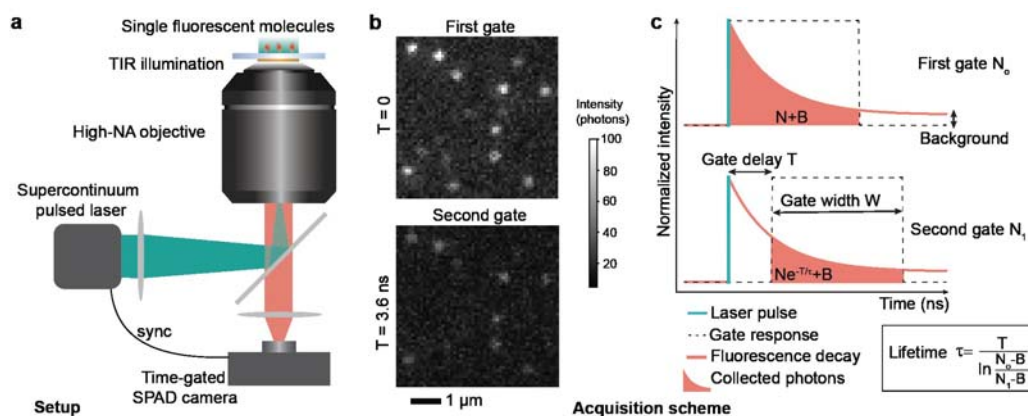 a
Single fluorescent molecules
TIR illumination
High-NA objective
Supercontinuum
pulsed laser
sync
Time-gated
SPAD camera
Setup
b
First gate
T = 0
Second gate
T = 3.6 ns
1 μm
Intensity
(photons)
100
80
60
40
20
c
Normalized intensity
First gate N₀
N+B
Background
Gate delay T
Gate width W
Second gate N₁
Ne^(-T/τ)+B
Time (ns)
Laser pulse
Gate response
Fluorescence decay
Collected photons
Lifetime τ= T / ln (N₀-B / N₁-B)
Acquisition scheme